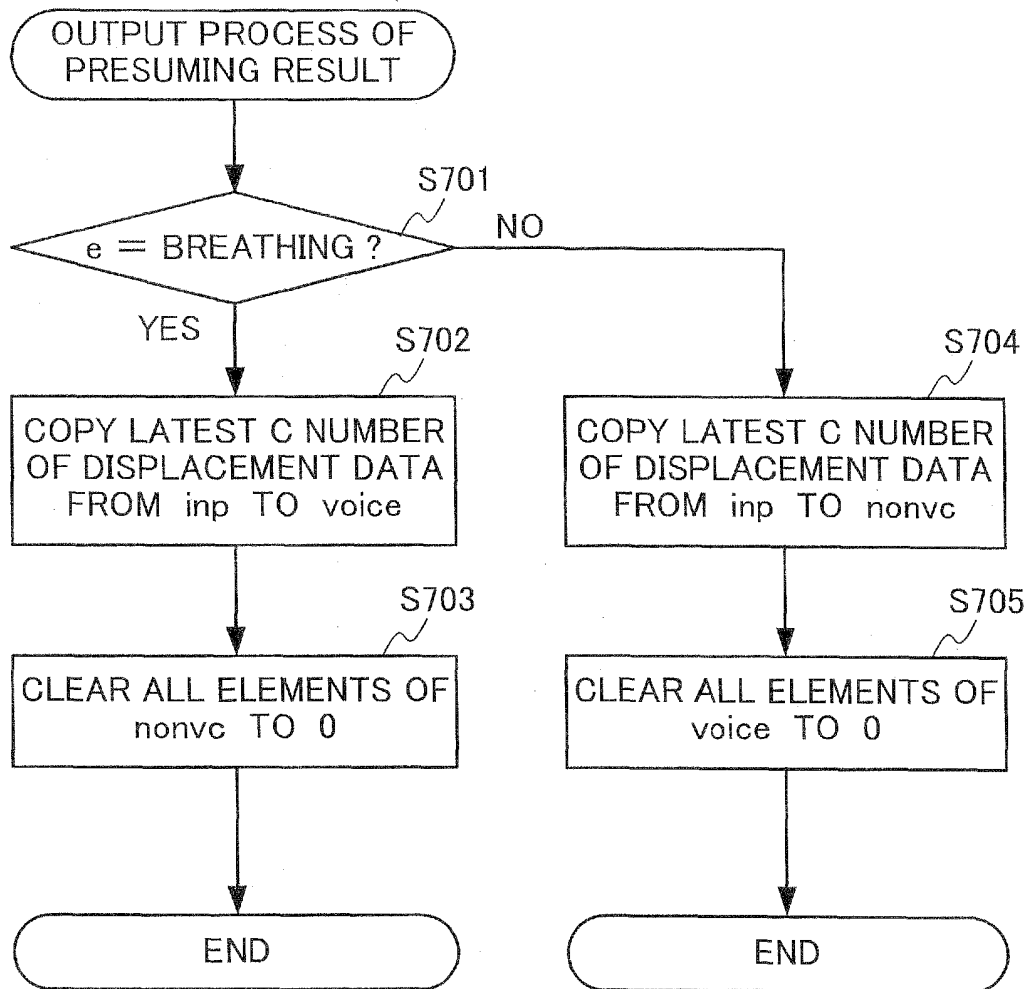 OUTPUT PROCESS OF
PRESUMING RESULT
S701
e = BREATHING ?
NO
YES
S702
COPY LATEST C NUMBER
OF DISPLACEMENT DATA
FROM inp TO voice
S703
CLEAR ALL ELEMENTS OF
nonvc TO 0
END
S704
COPY LATEST C NUMBER
OF DISPLACEMENT DATA
FROM inp TO nonvc
S705
CLEAR ALL ELEMENTS OF
voice TO 0
END